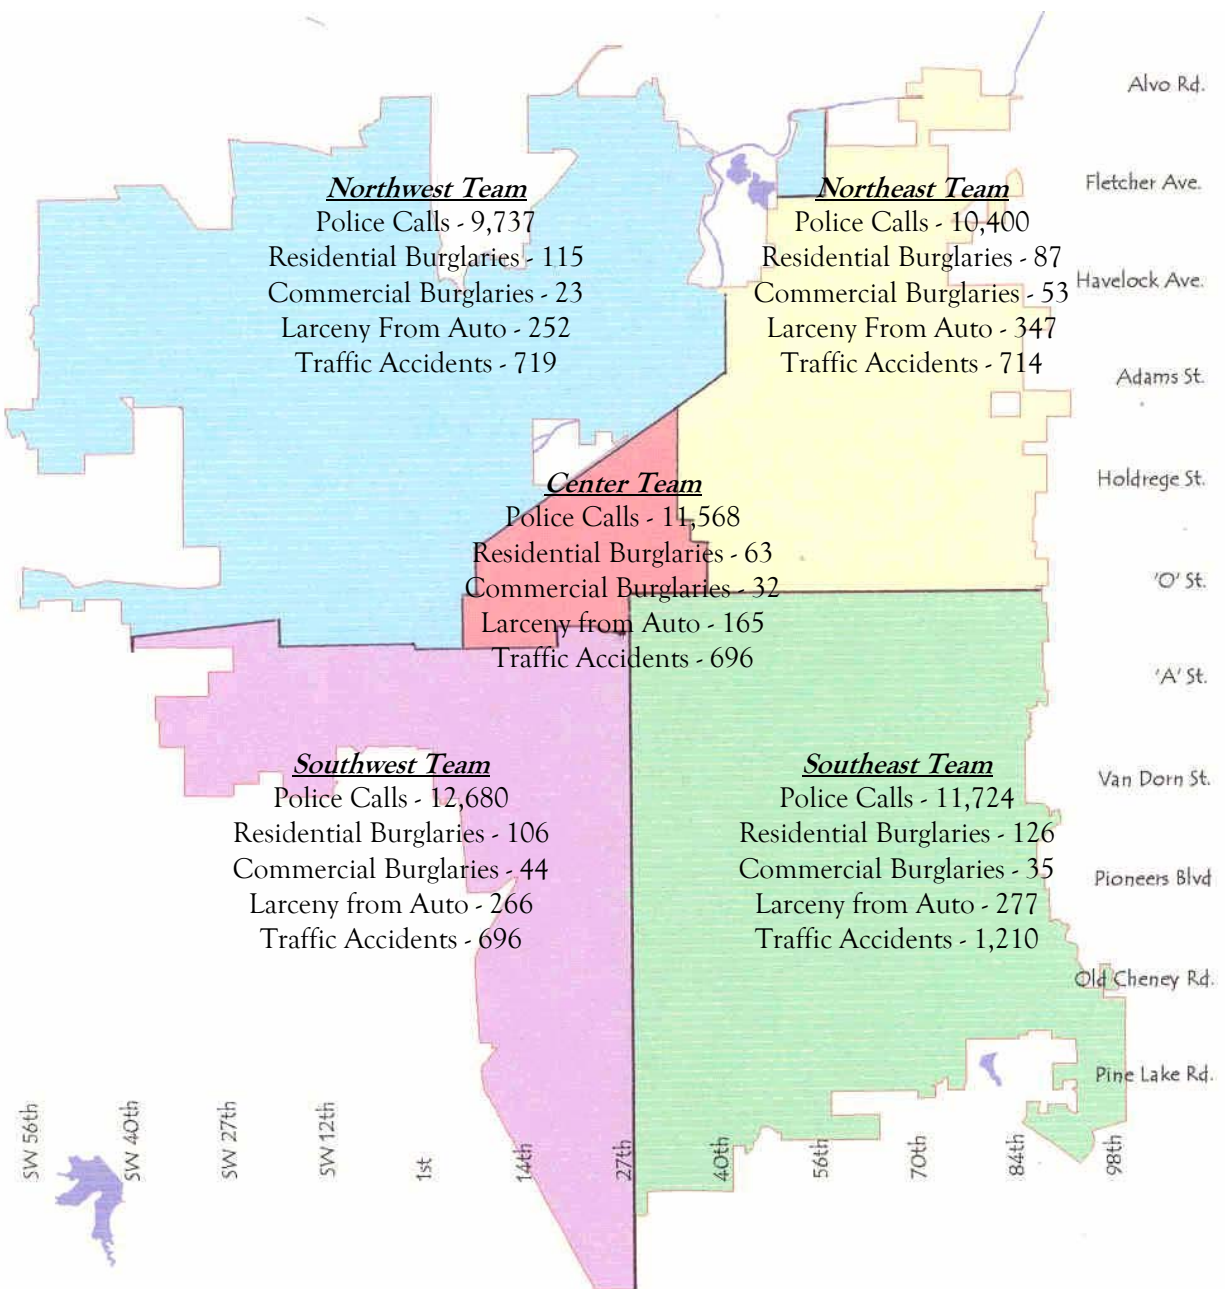 Alvo Rd.
Fletcher Ave.
Havelock Ave.
Adams St.
Holdrege St.
'O' St.
'A' St.
Van Dorn St.
Pioneers Blvd
Old Cheney Rd.
Pine Lake Rd.
Northwest Team
Police Calls - 9,737
Residential Burglaries - 115
Commercial Burglaries - 23
Larceny From Auto - 252
Traffic Accidents - 719
Northeast Team
Police Calls - 10,400
Residential Burglaries - 87
Commercial Burglaries - 53
Larceny From Auto - 347
Traffic Accidents - 714
Center Team
Police Calls - 11,568
Residential Burglaries - 63
Commercial Burglaries - 32
Larceny from Auto - 165
Traffic Accidents - 696
Southwest Team
Police Calls - 12,680
Residential Burglaries - 106
Commercial Burglaries - 44
Larceny from Auto - 266
Traffic Accidents - 696
Southeast Team
Police Calls - 11,724
Residential Burglaries - 126
Commercial Burglaries - 35
Larceny from Auto - 277
Traffic Accidents - 1,210
SW 56th
SW 40th
SW 27th
SW 12th
1st
14th
27th
40th
56th
70th
84th
98th